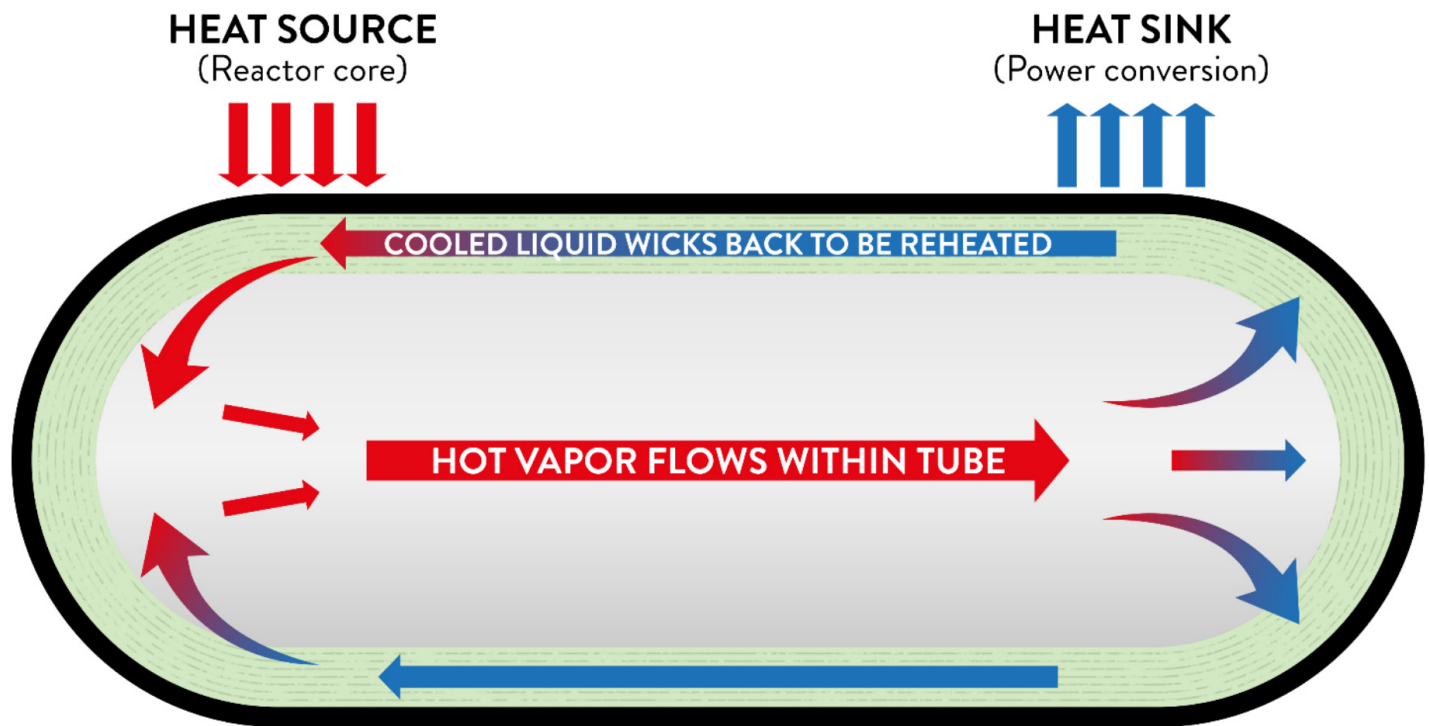 HEAT SOURCE
(Reactor core)
HEAT SINK
(Power conversion)
COOLED LIQUID WICKS BACK TO BE REHEATED
HOT VAPOR FLOWS WITHIN TUBE